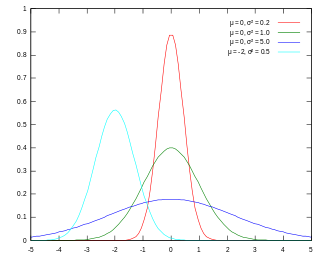 1
0.9
0.8
0.7
0.6
0.5
0.4
0.3
0.2
0.1
0
-5 -4 -3 -2 -1 0 1 2 3 4 5
μ = 0, σ² = 0.2
μ = 0, σ² = 1.0
μ = 0, σ² = 5.0
μ = -2, σ² = 0.5